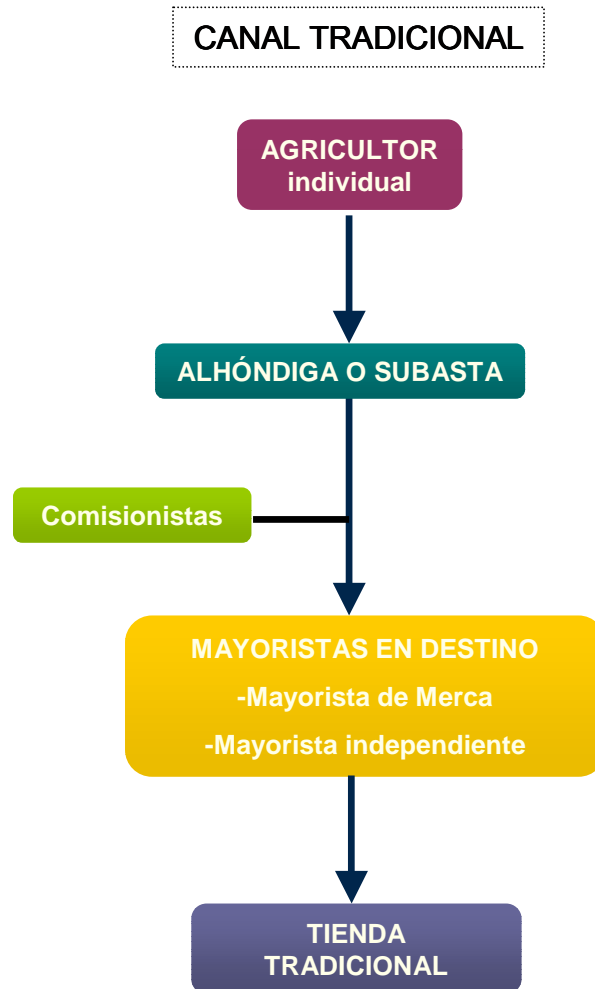 CANAL TRADICIONAL
AGRICULTOR
individual
ALHÓNDIGA O SUBASTA
Comisionistas
MAYORISTAS EN DESTINO
-Mayorista de Merca
-Mayorista independiente
TIENDA
TRADICIONAL